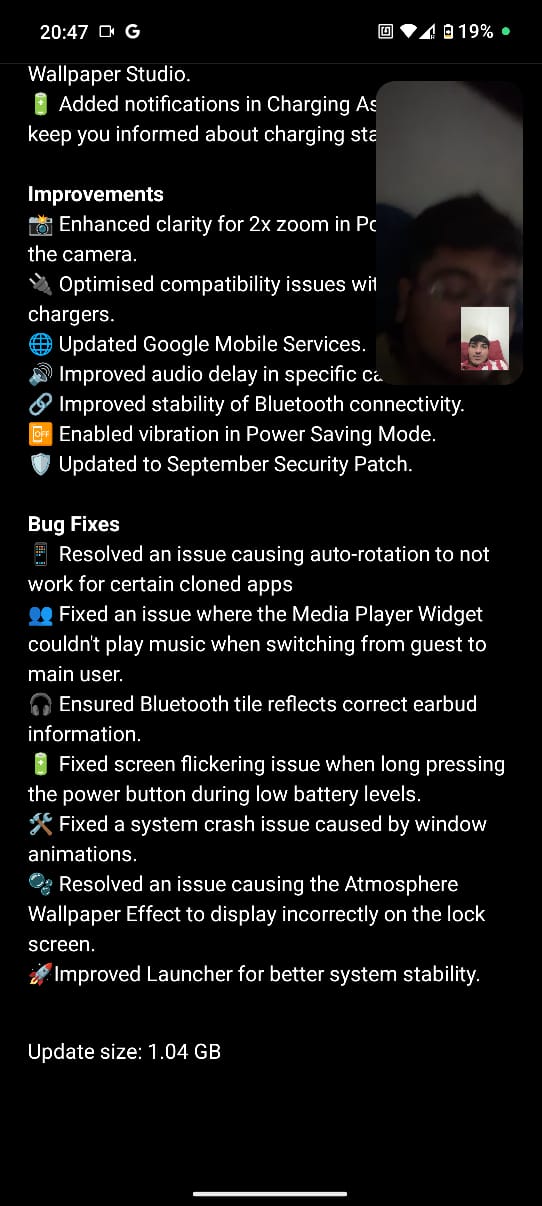 20:47 G 19%
Wallpaper Studio.
🔋 Added notifications in Charging As
keep you informed about charging sta
Improvements
📸 Enhanced clarity for 2x zoom in Po
the camera.
🔌 Optimised compatibility issues wit
chargers.
🌐 Updated Google Mobile Services.
🔊 Improved audio delay in specific ca
🔗 Improved stability of Bluetooth connectivity.
📴 Enabled vibration in Power Saving Mode.
🛡️ Updated to September Security Patch.
Bug Fixes
📱 Resolved an issue causing auto-rotation to not
work for certain cloned apps
👥 Fixed an issue where the Media Player Widget
couldn't play music when switching from guest to
main user.
🎧 Ensured Bluetooth tile reflects correct earbud
information.
🔋 Fixed screen flickering issue when long pressing
the power button during low battery levels.
🛠️ Fixed a system crash issue caused by window
animations.
🫧 Resolved an issue causing the Atmosphere
Wallpaper Effect to display incorrectly on the lock
screen.
🚀Improved Launcher for better system stability.
Update size: 1.04 GB